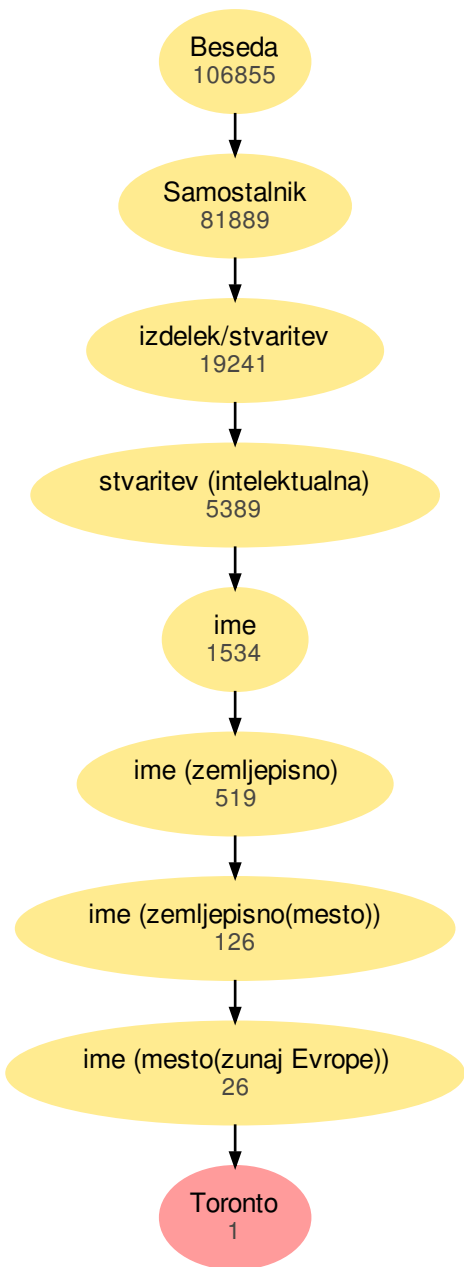 Beseda
106855
Samostalnik
81889
izdelek/stvaritev
19241
stvaritev (intelektualna)
5389
ime
1534
ime (zemljepisno)
519
ime (zemljepisno(mesto))
126
ime (mesto(zunaj Evrope))
26
Toronto
1